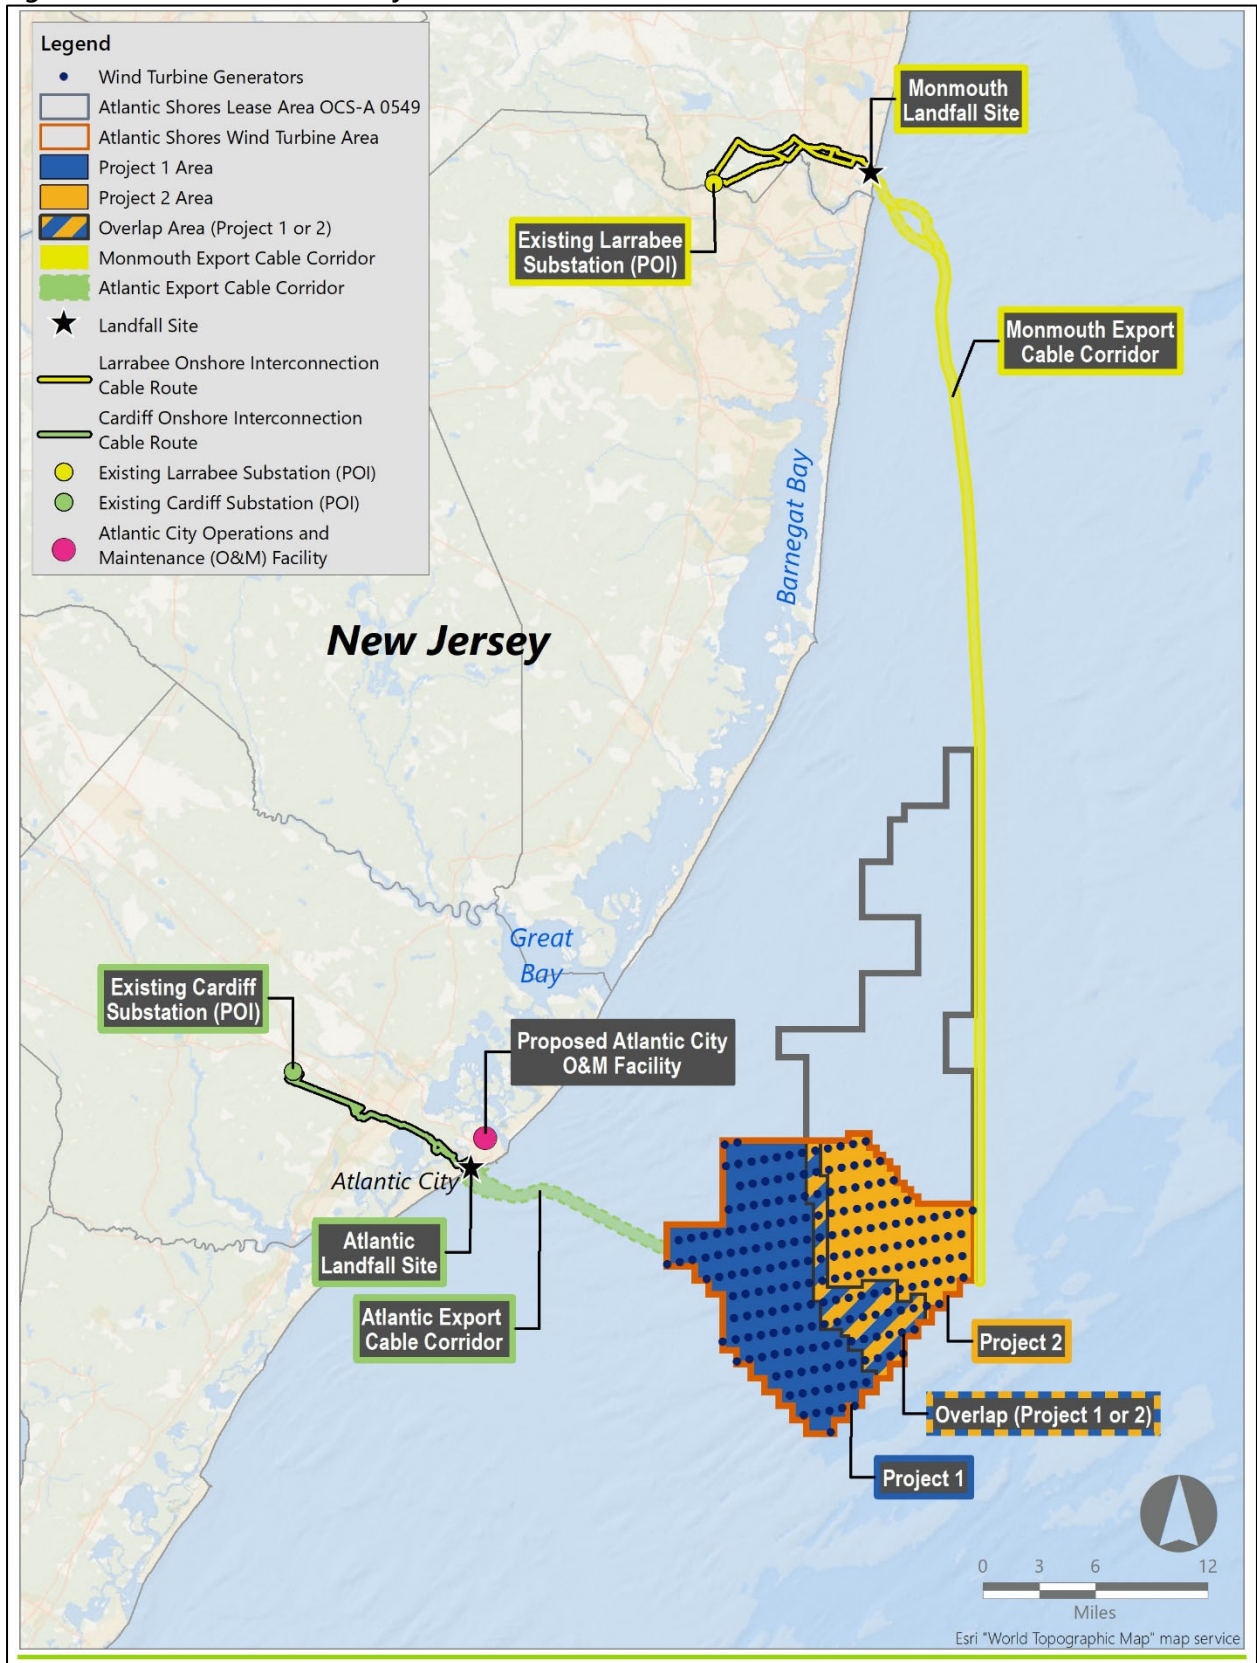 Legend
Wind Turbine Generators
Atlantic Shores Lease Area OCS-A 0549
Atlantic Shores Wind Turbine Area
Project 1 Area
Project 2 Area
Overlap Area (Project 1 or 2)
Monmouth Export Cable Corridor
Atlantic Export Cable Corridor
Landfall Site
Larrabee Onshore Interconnection
Cable Route
Cardiff Onshore Interconnection
Cable Route
Existing Larrabee Substation (POI)
Existing Cardiff Substation (POI)
Atlantic City Operations and
Maintenance (O&M) Facility
Monmouth
Landfall Site
Existing Larrabee
Substation (POI)
Monmouth Export
Cable Corridor
Barnegat Bay
New Jersey
Great
Bay
Existing Cardiff
Substation (POI)
Proposed Atlantic City
O&M Facility
Atlantic City
Atlantic
Landfall Site
Atlantic Export
Cable Corridor
Project 2
Overlap (Project 1 or 2)
Project 1
0 3 6 12
Miles
Esri "World Topographic Map" map service